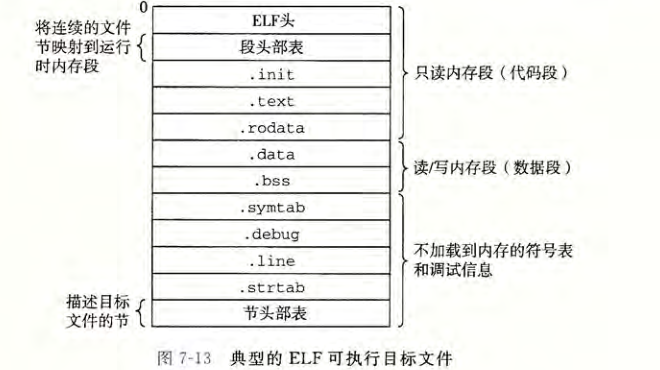 0
将连续的文件
节映射到运行
时内存段
ELF头
段头部表
.init
.text
.rodata
只读内存段（代码段）
.data
.bss
读/写内存段（数据段）
.symtab
.debug
.line
.strtab
不加载到内存的符号表
和调试信息
描述目标
文件的节
节头部表
图 7-13 典型的 ELF 可执行目标文件